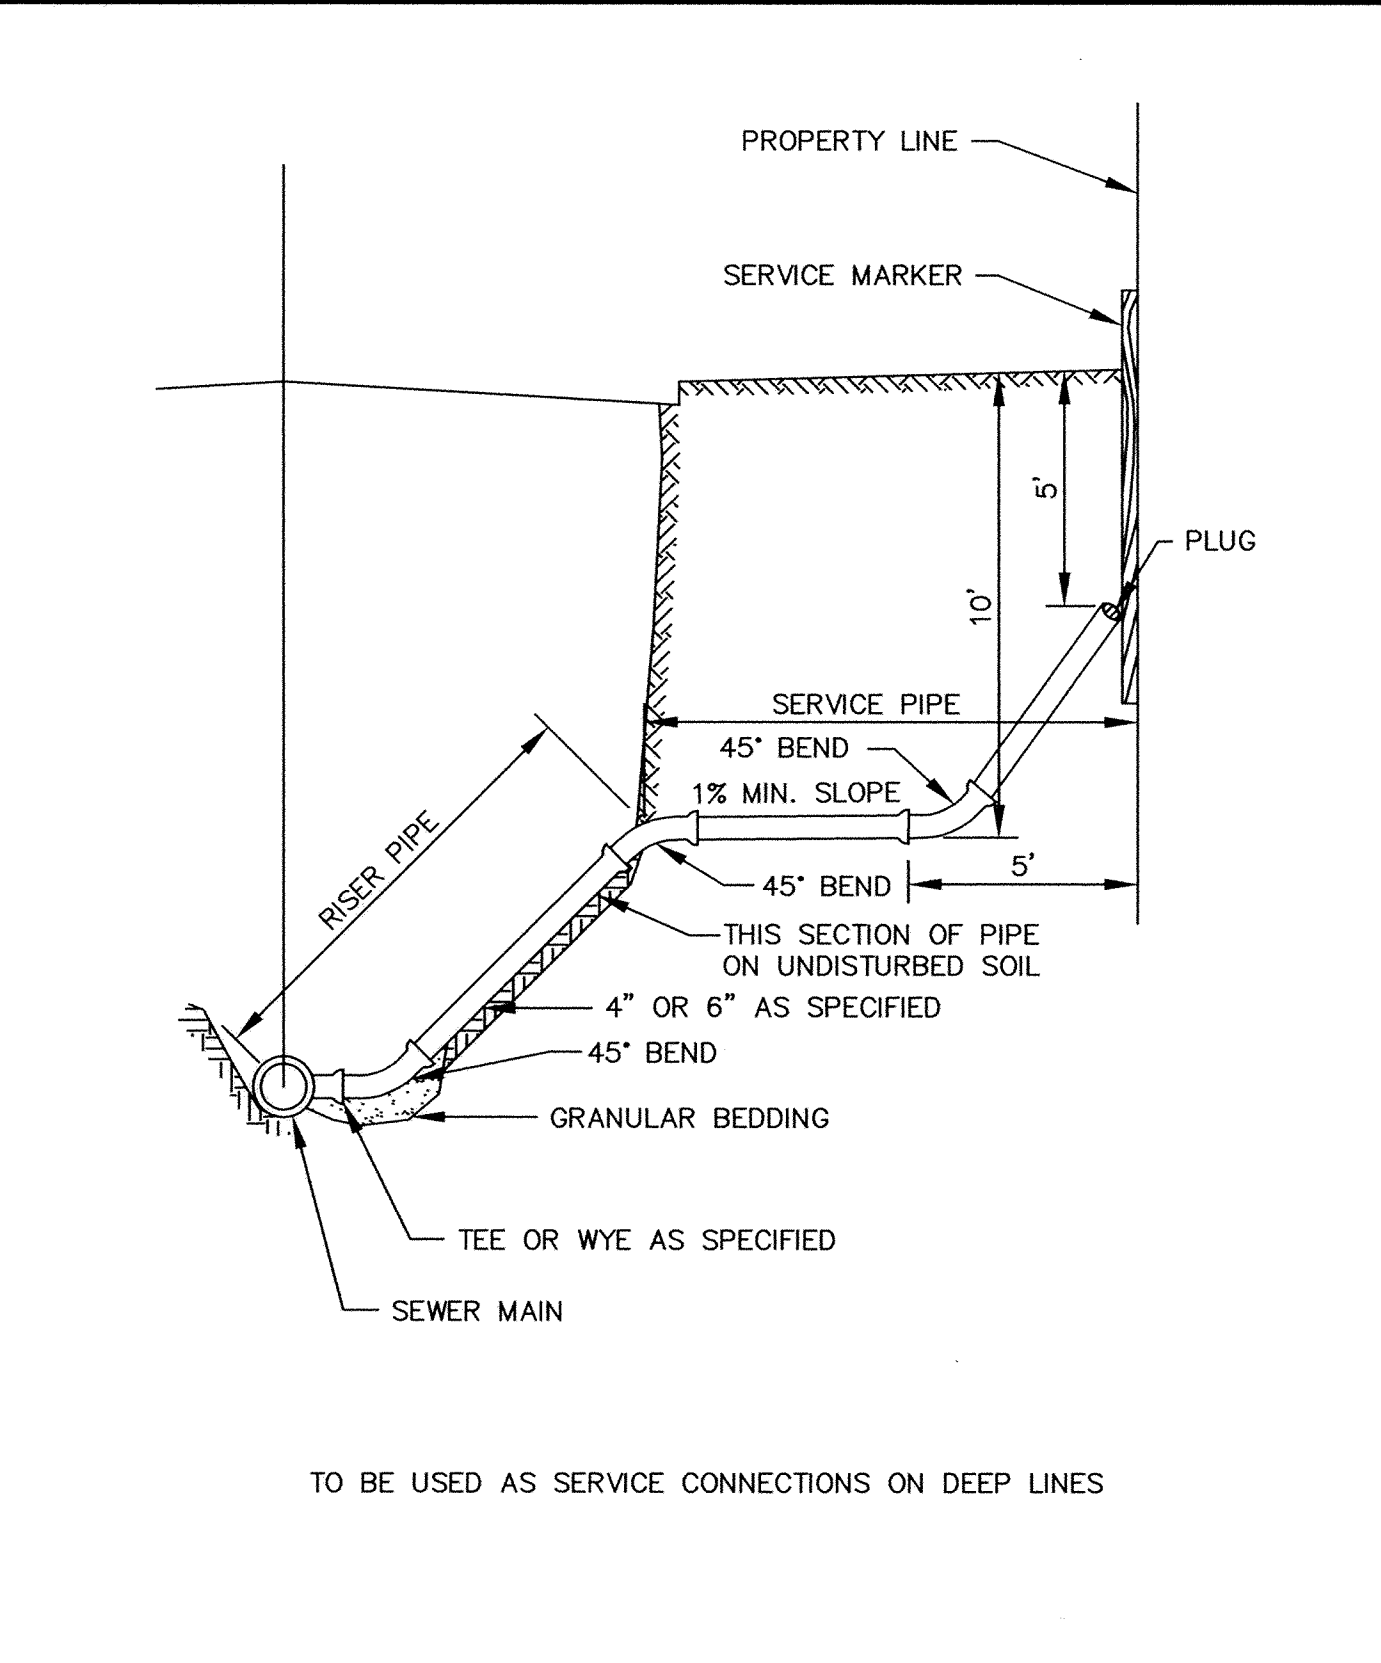 PROPERTY LINE
SERVICE MARKER
5'
PLUG
10'
SERVICE PIPE
45° BEND
1% MIN. SLOPE
RISER PIPE
5'
45° BEND
THIS SECTION OF PIPE
ON UNDISTURBED SOIL
4" OR 6" AS SPECIFIED
45° BEND
GRANULAR BEDDING
TEE OR WYE AS SPECIFIED
SEWER MAIN
TO BE USED AS SERVICE CONNECTIONS ON DEEP LINES